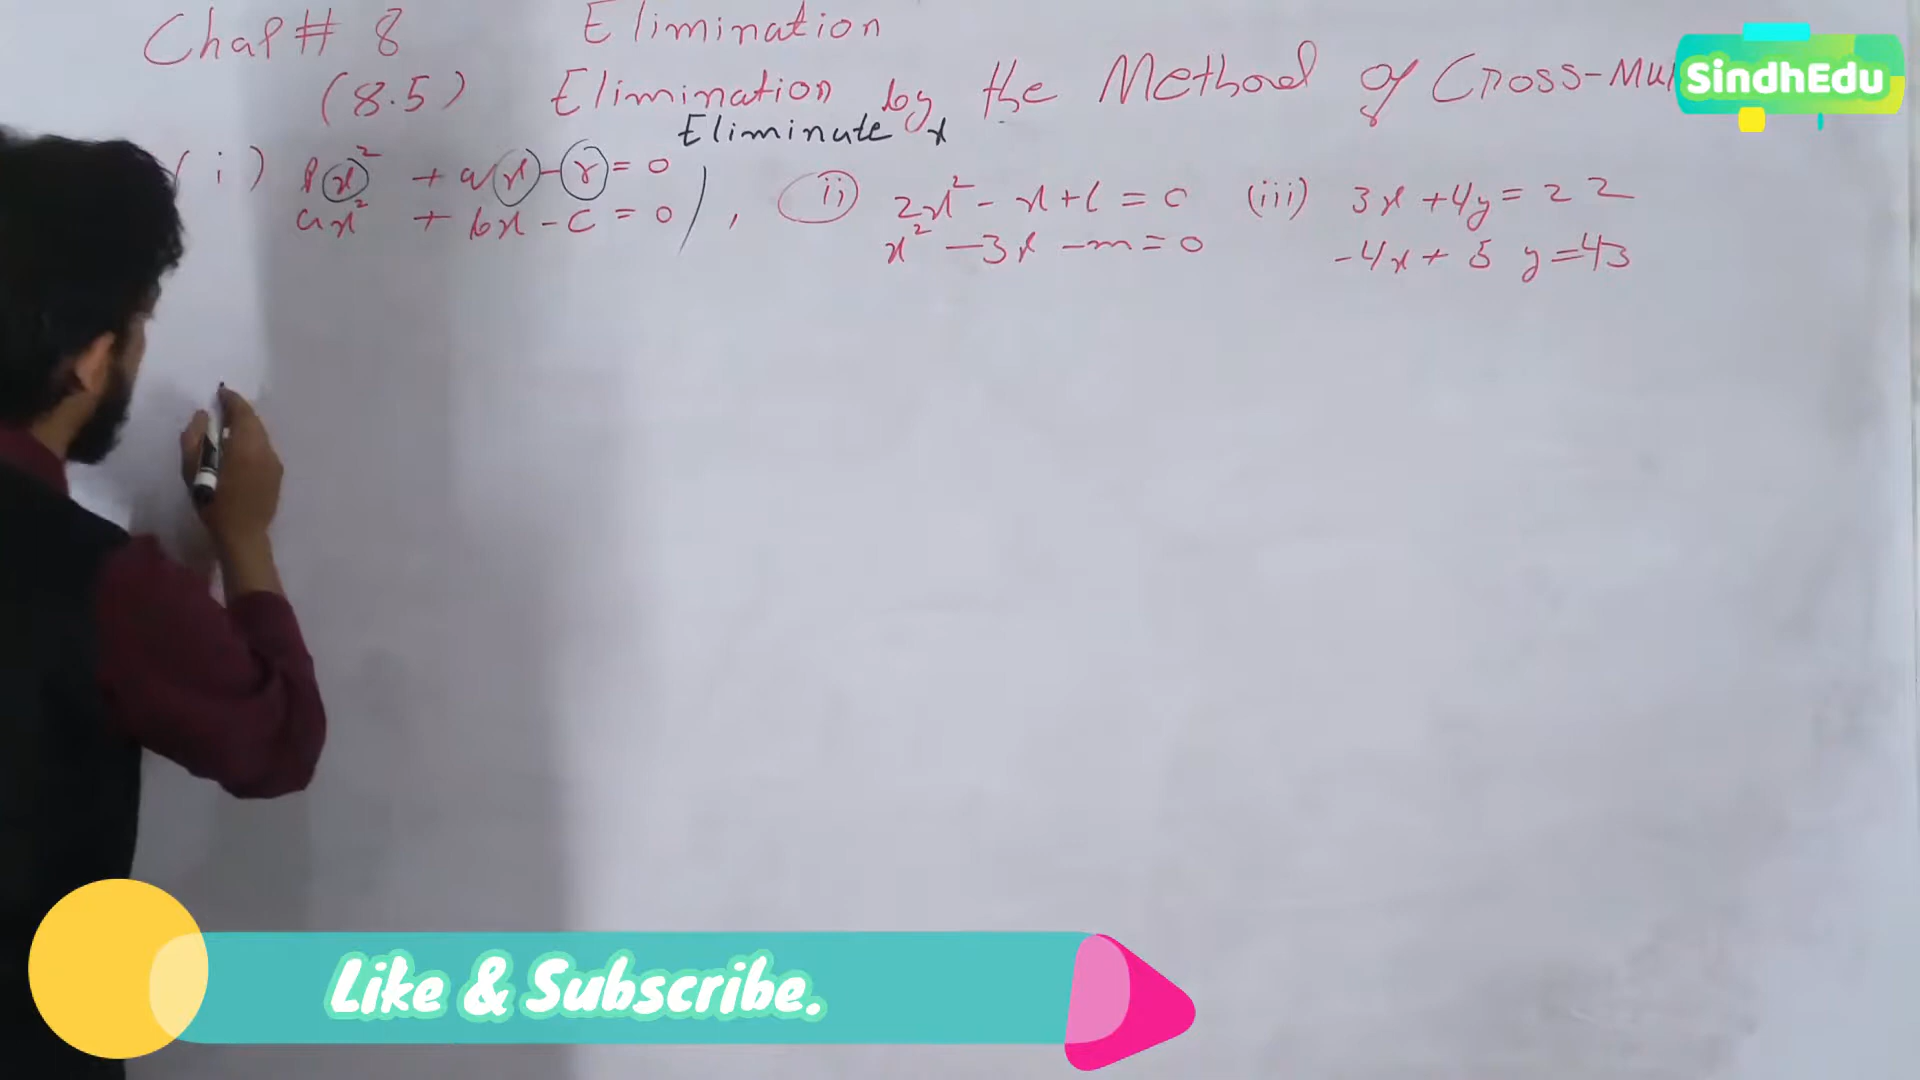 Chap # 8 Elimination
(8.5) Elimination by the Method of Cross-Mul
Eliminate x
(i) px² + qx - r = 0
ax² + bx - c = 0
(ii) 2x² - x + l = 0
x² - 3x - m = 0
(iii) 3x + 4y = 22
-4x + 5y = 43
SindhEdu
Like & Subscribe.